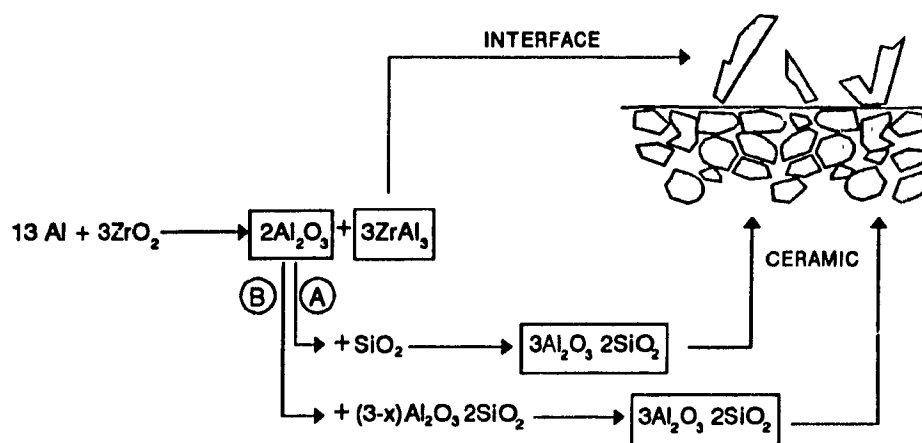 INTERFACE
13 Al + 3ZrO₂ 2Al₂O₃ + 3ZrAl₃
CERAMIC
B A
+ SiO₂ 3Al₂O₃ 2SiO₂
+ (3-x)Al₂O₃ 2SiO₂ 3Al₂O₃ 2SiO₂